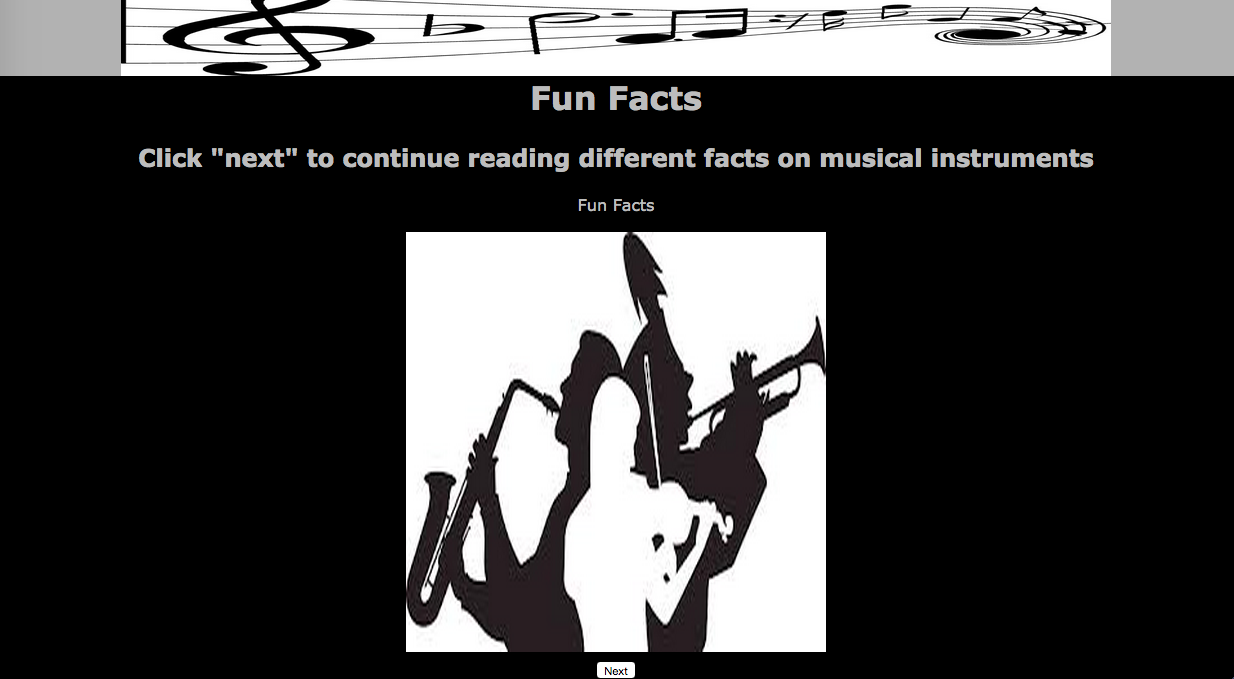 Fun Facts
Click "next" to continue reading different facts on musical instruments
Fun Facts
Next